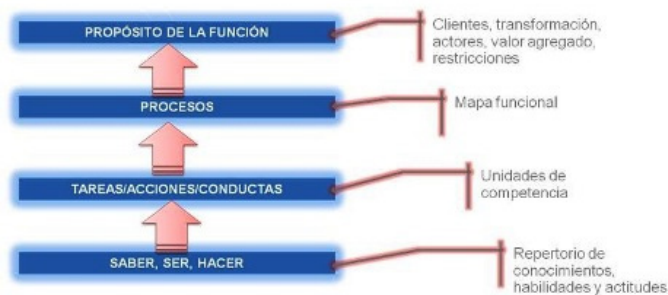 PROPÓSITO DE LA FUNCIÓN
Clientes, transformación,
actores, valor agregado,
restricciones
PROCESOS
Mapa funcional
TAREAS/ACCIONES/CONDUCTAS
Unidades de
competencia
SABER, SER, HACER
Repertorio de
conocimientos,
habilidades y actitudes